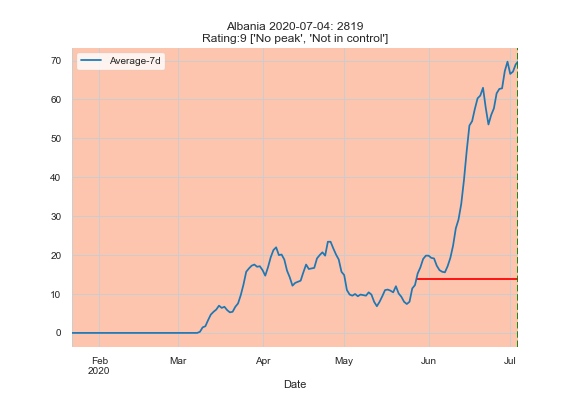 Albania 2020-07-04: 2819
Rating:9 ['No peak', 'Not in control']
Average-7d
70
60
50
40
30
20
10
0
Feb Mar Apr May Jun Jul
2020
Date